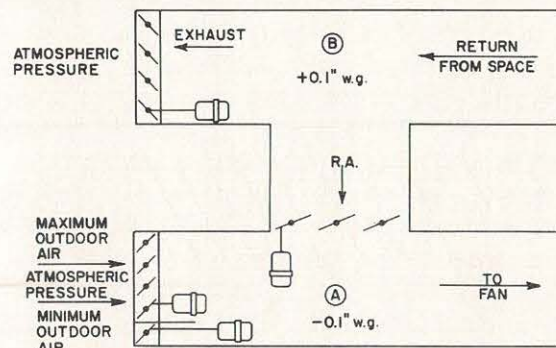 EXHAUST
B
RETURN
FROM SPACE
ATMOSPHERIC
PRESSURE
+0.1" w.g.
R.A.
MAXIMUM
OUTDOOR
AIR
ATMOSPHERIC
PRESSURE
MINIMUM
OUTDOOR
AIR
A
-0.1" w.g.
TO
FAN